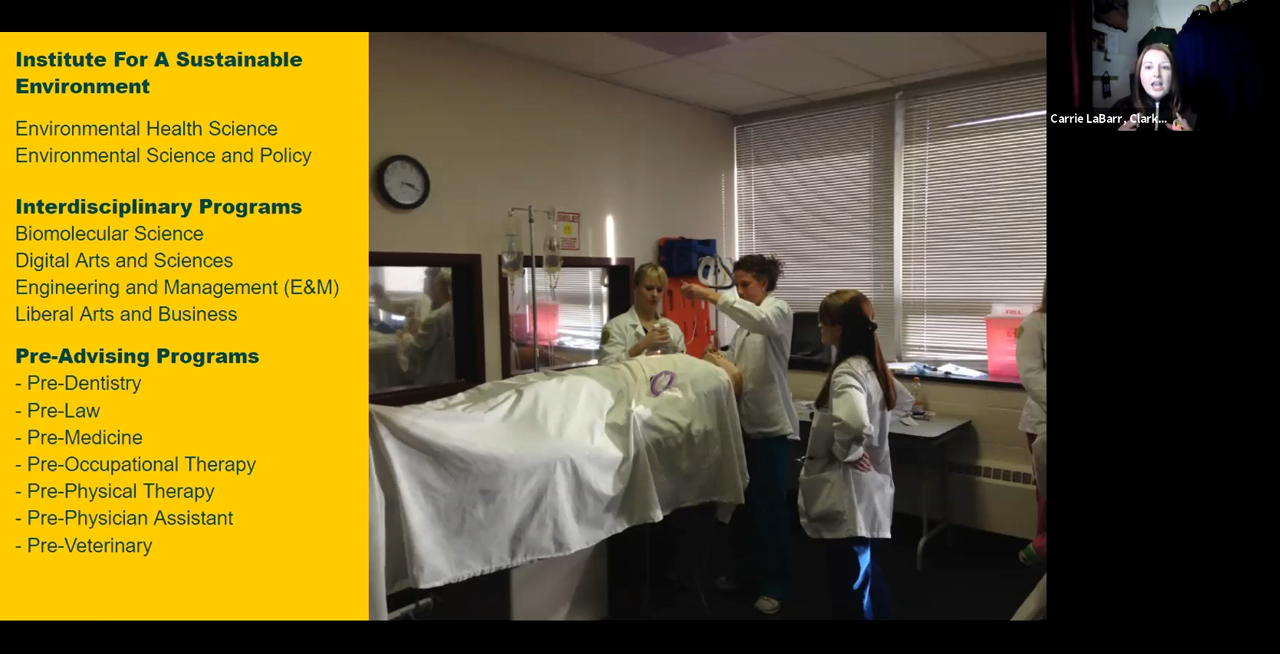 Institute For A Sustainable
Environment
Environmental Health Science
Environmental Science and Policy
Interdisciplinary Programs
Biomolecular Science
Digital Arts and Sciences
Engineering and Management (E&M)
Liberal Arts and Business
Pre-Advising Programs
- Pre-Dentistry
- Pre-Law
- Pre-Medicine
- Pre-Occupational Therapy
- Pre-Physical Therapy
- Pre-Physician Assistant
- Pre-Veterinary
Carrie LaBarr, Clark...